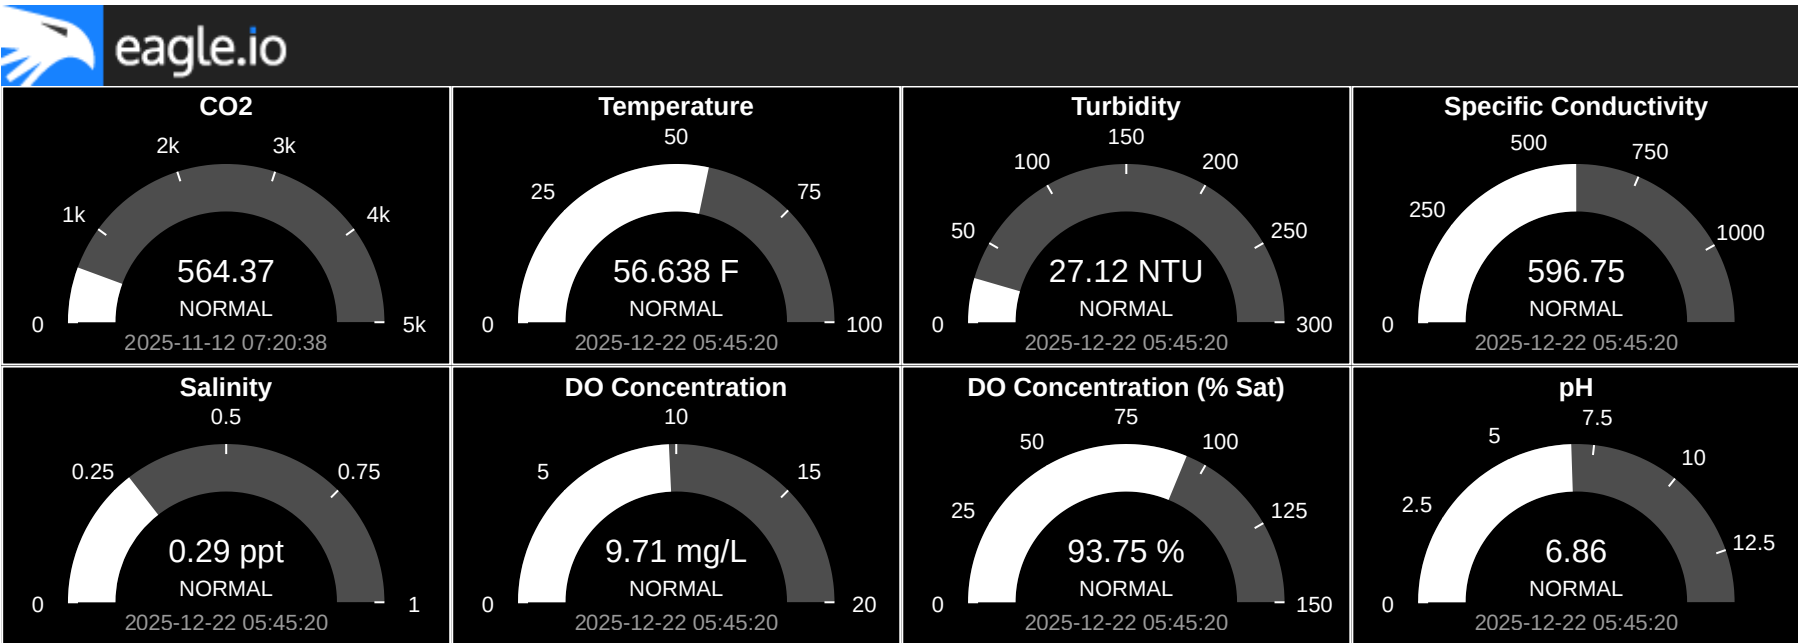 eagle.io
CO2
0
1k
2k
3k
4k
5k
564.37
NORMAL
2025-11-12 07:20:38
Temperature
0
25
50
75
100
56.638 F
NORMAL
2025-12-22 05:45:20
Turbidity
0
50
100
150
200
250
300
27.12 NTU
NORMAL
2025-12-22 05:45:20
Specific Conductivity
0
250
500
750
1000
596.75
NORMAL
2025-12-22 05:45:20
Salinity
0
0.25
0.5
0.75
1
0.29 ppt
NORMAL
2025-12-22 05:45:20
DO Concentration
0
5
10
15
20
9.71 mg/L
NORMAL
2025-12-22 05:45:20
DO Concentration (% Sat)
0
25
50
75
100
125
150
93.75 %
NORMAL
2025-12-22 05:45:20
pH
0
2.5
5
7.5
10
12.5
6.86
NORMAL
2025-12-22 05:45:20